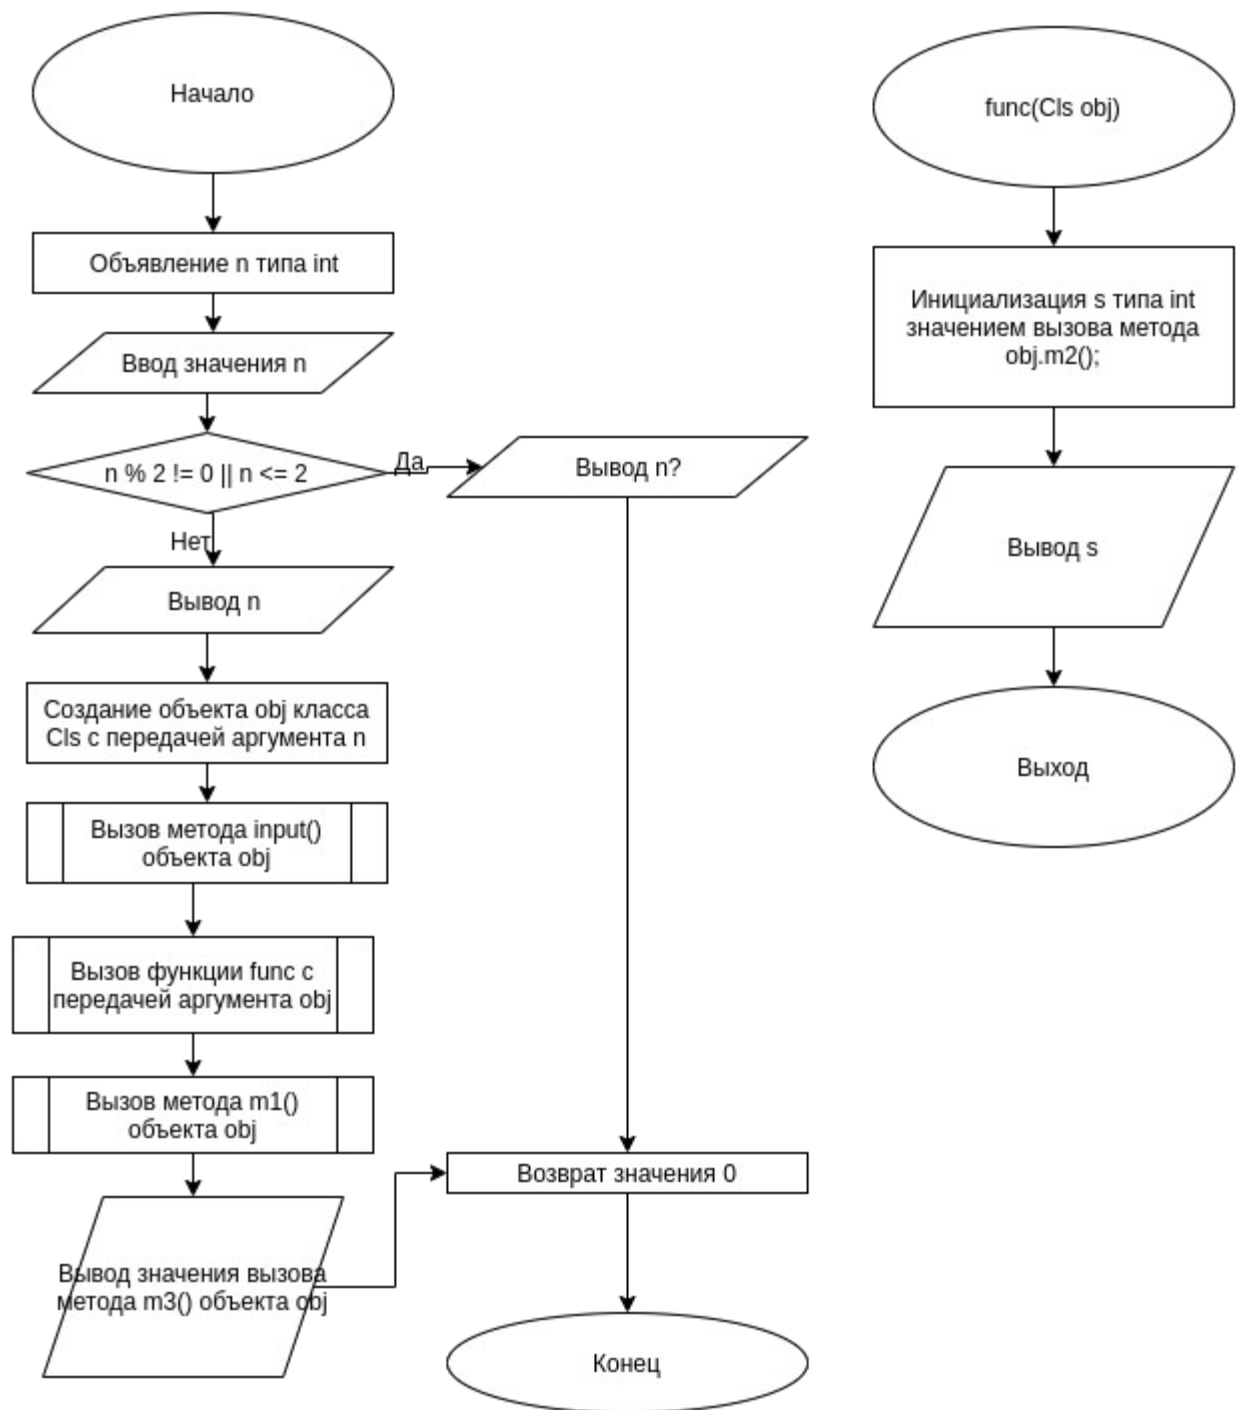 Начало
Объявление n типа int
Ввод значения n
n % 2 != 0 || n <= 2
Да
Вывод n?
Нет
Вывод n
Создание объекта obj класса
Cls с передачей аргумента n
Вызов метода input()
объекта obj
Вызов функции func с
передачей аргумента obj
Вызов метода m1()
объекта obj
Вывод значения вызова
метода m3() объекта obj
Возврат значения 0
Конец
func(Cls obj)
Инициализация s типа int
значением вызова метода
obj.m2();
Вывод s
Выход